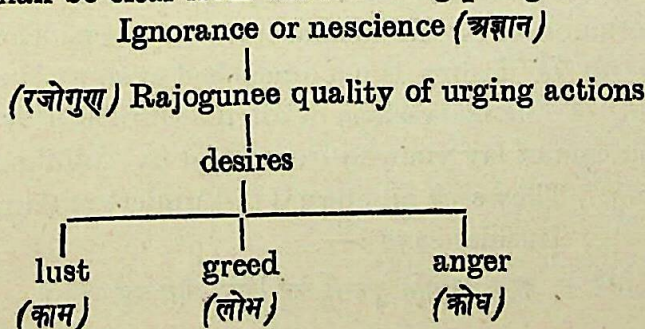 Ignorance or nescience (अज्ञान)
(रजोगुण) Rajogunee quality of urging actions
desires
lust greed anger
(काम) (लोभ) (क्रोध)